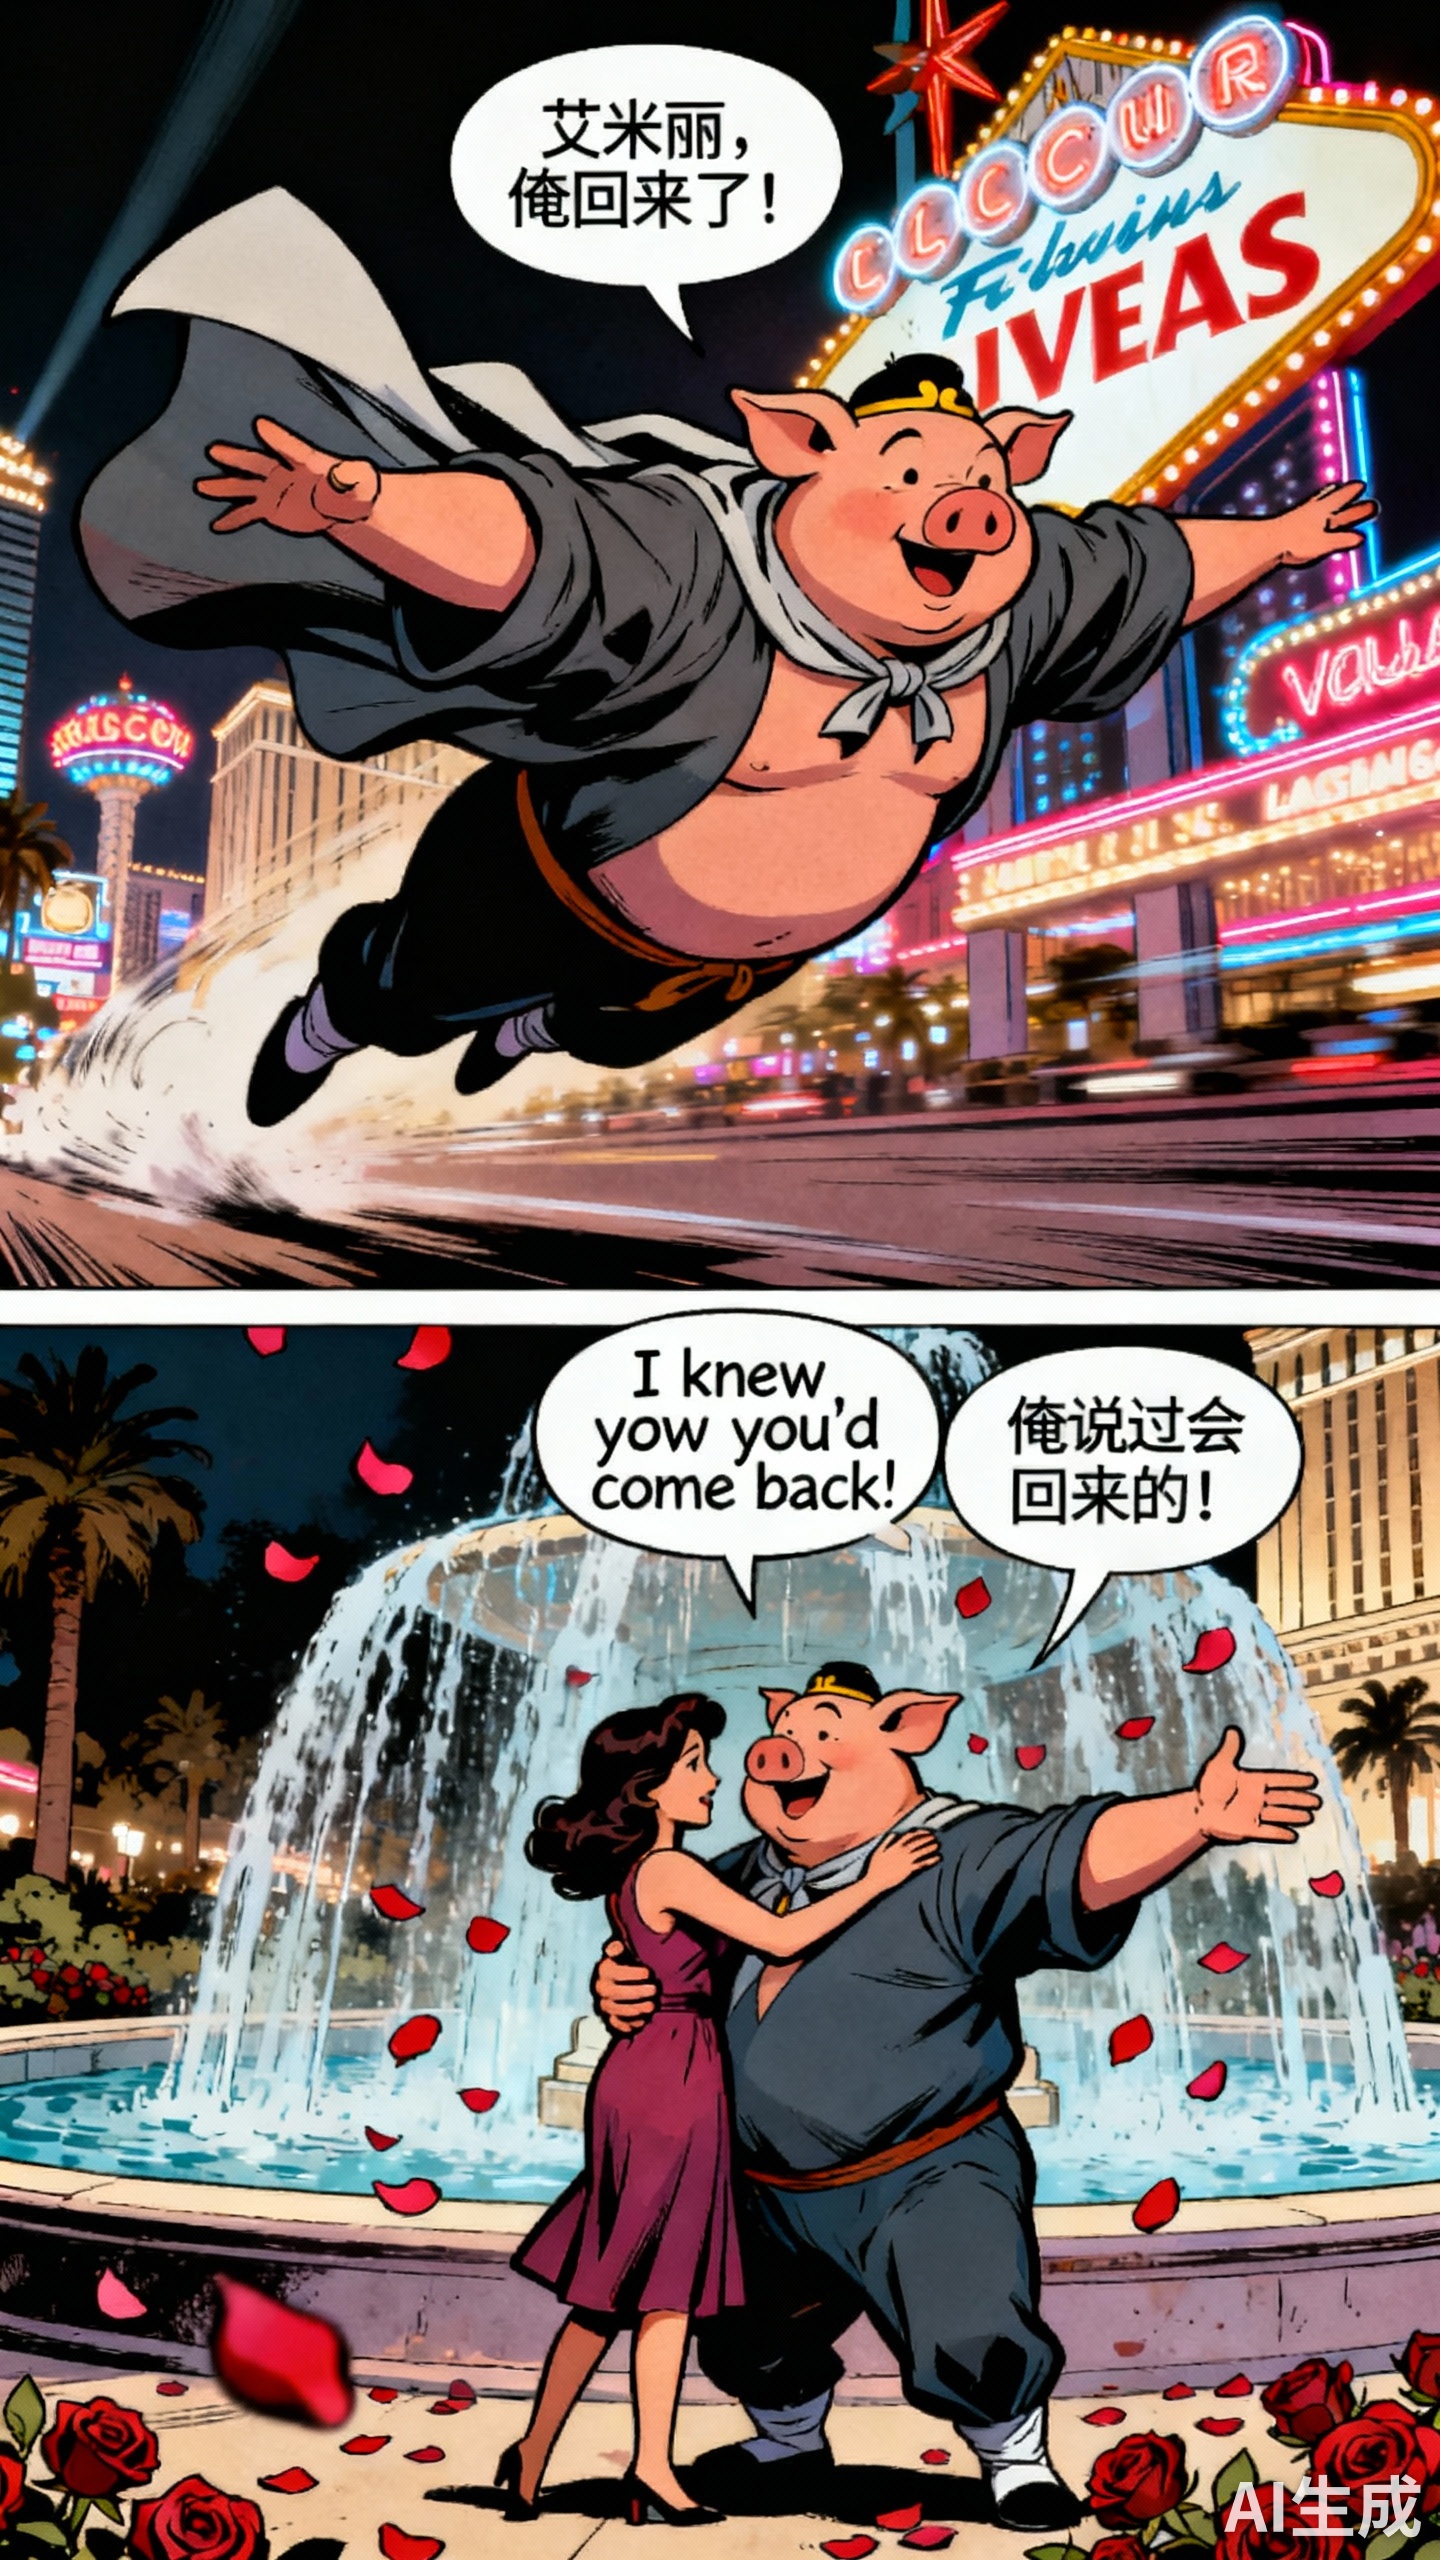 艾米丽，
俺回来了！
LLCCUR
IVEAS
I knew
yow you'd
come back!
俺说过会
回来的！
AI生成